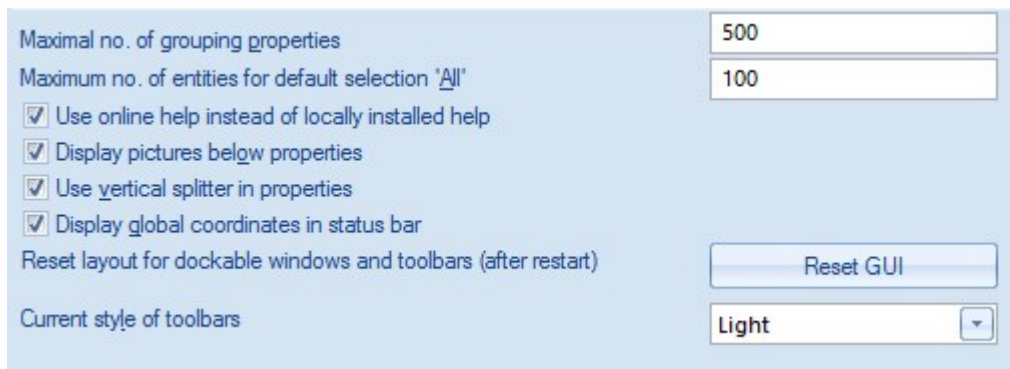 Maximal no. of grouping properties 500
Maximum no. of entities for default selection 'All' 100
Use online help instead of locally installed help
Display pictures below properties
Use vertical splitter in properties
Display global coordinates in status bar
Reset layout for dockable windows and toolbars (after restart) Reset GUI
Current style of toolbars Light